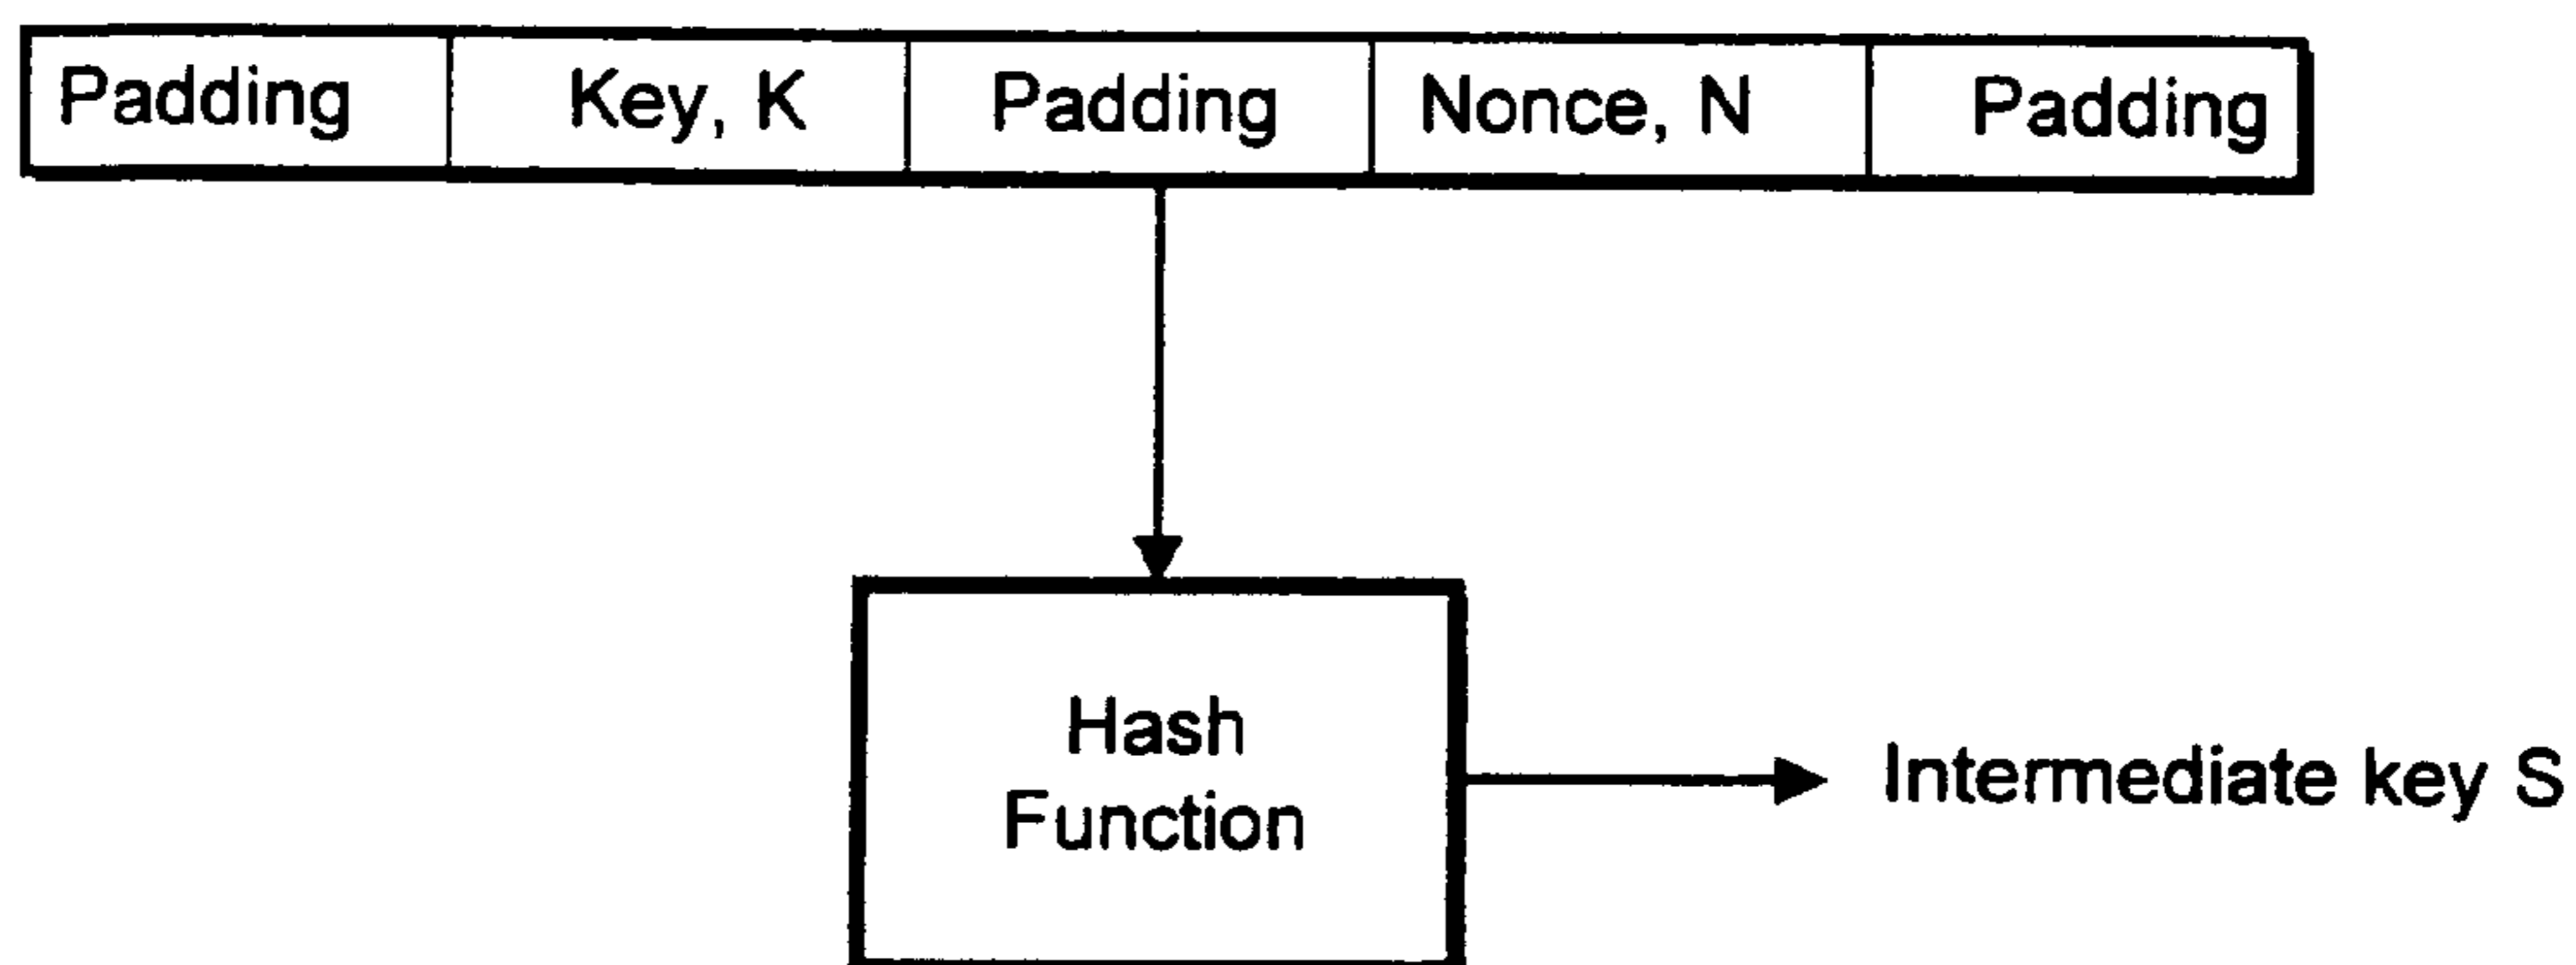 Padding Key, K Padding Nonce, N Padding
Hash
Function
Intermediate key S